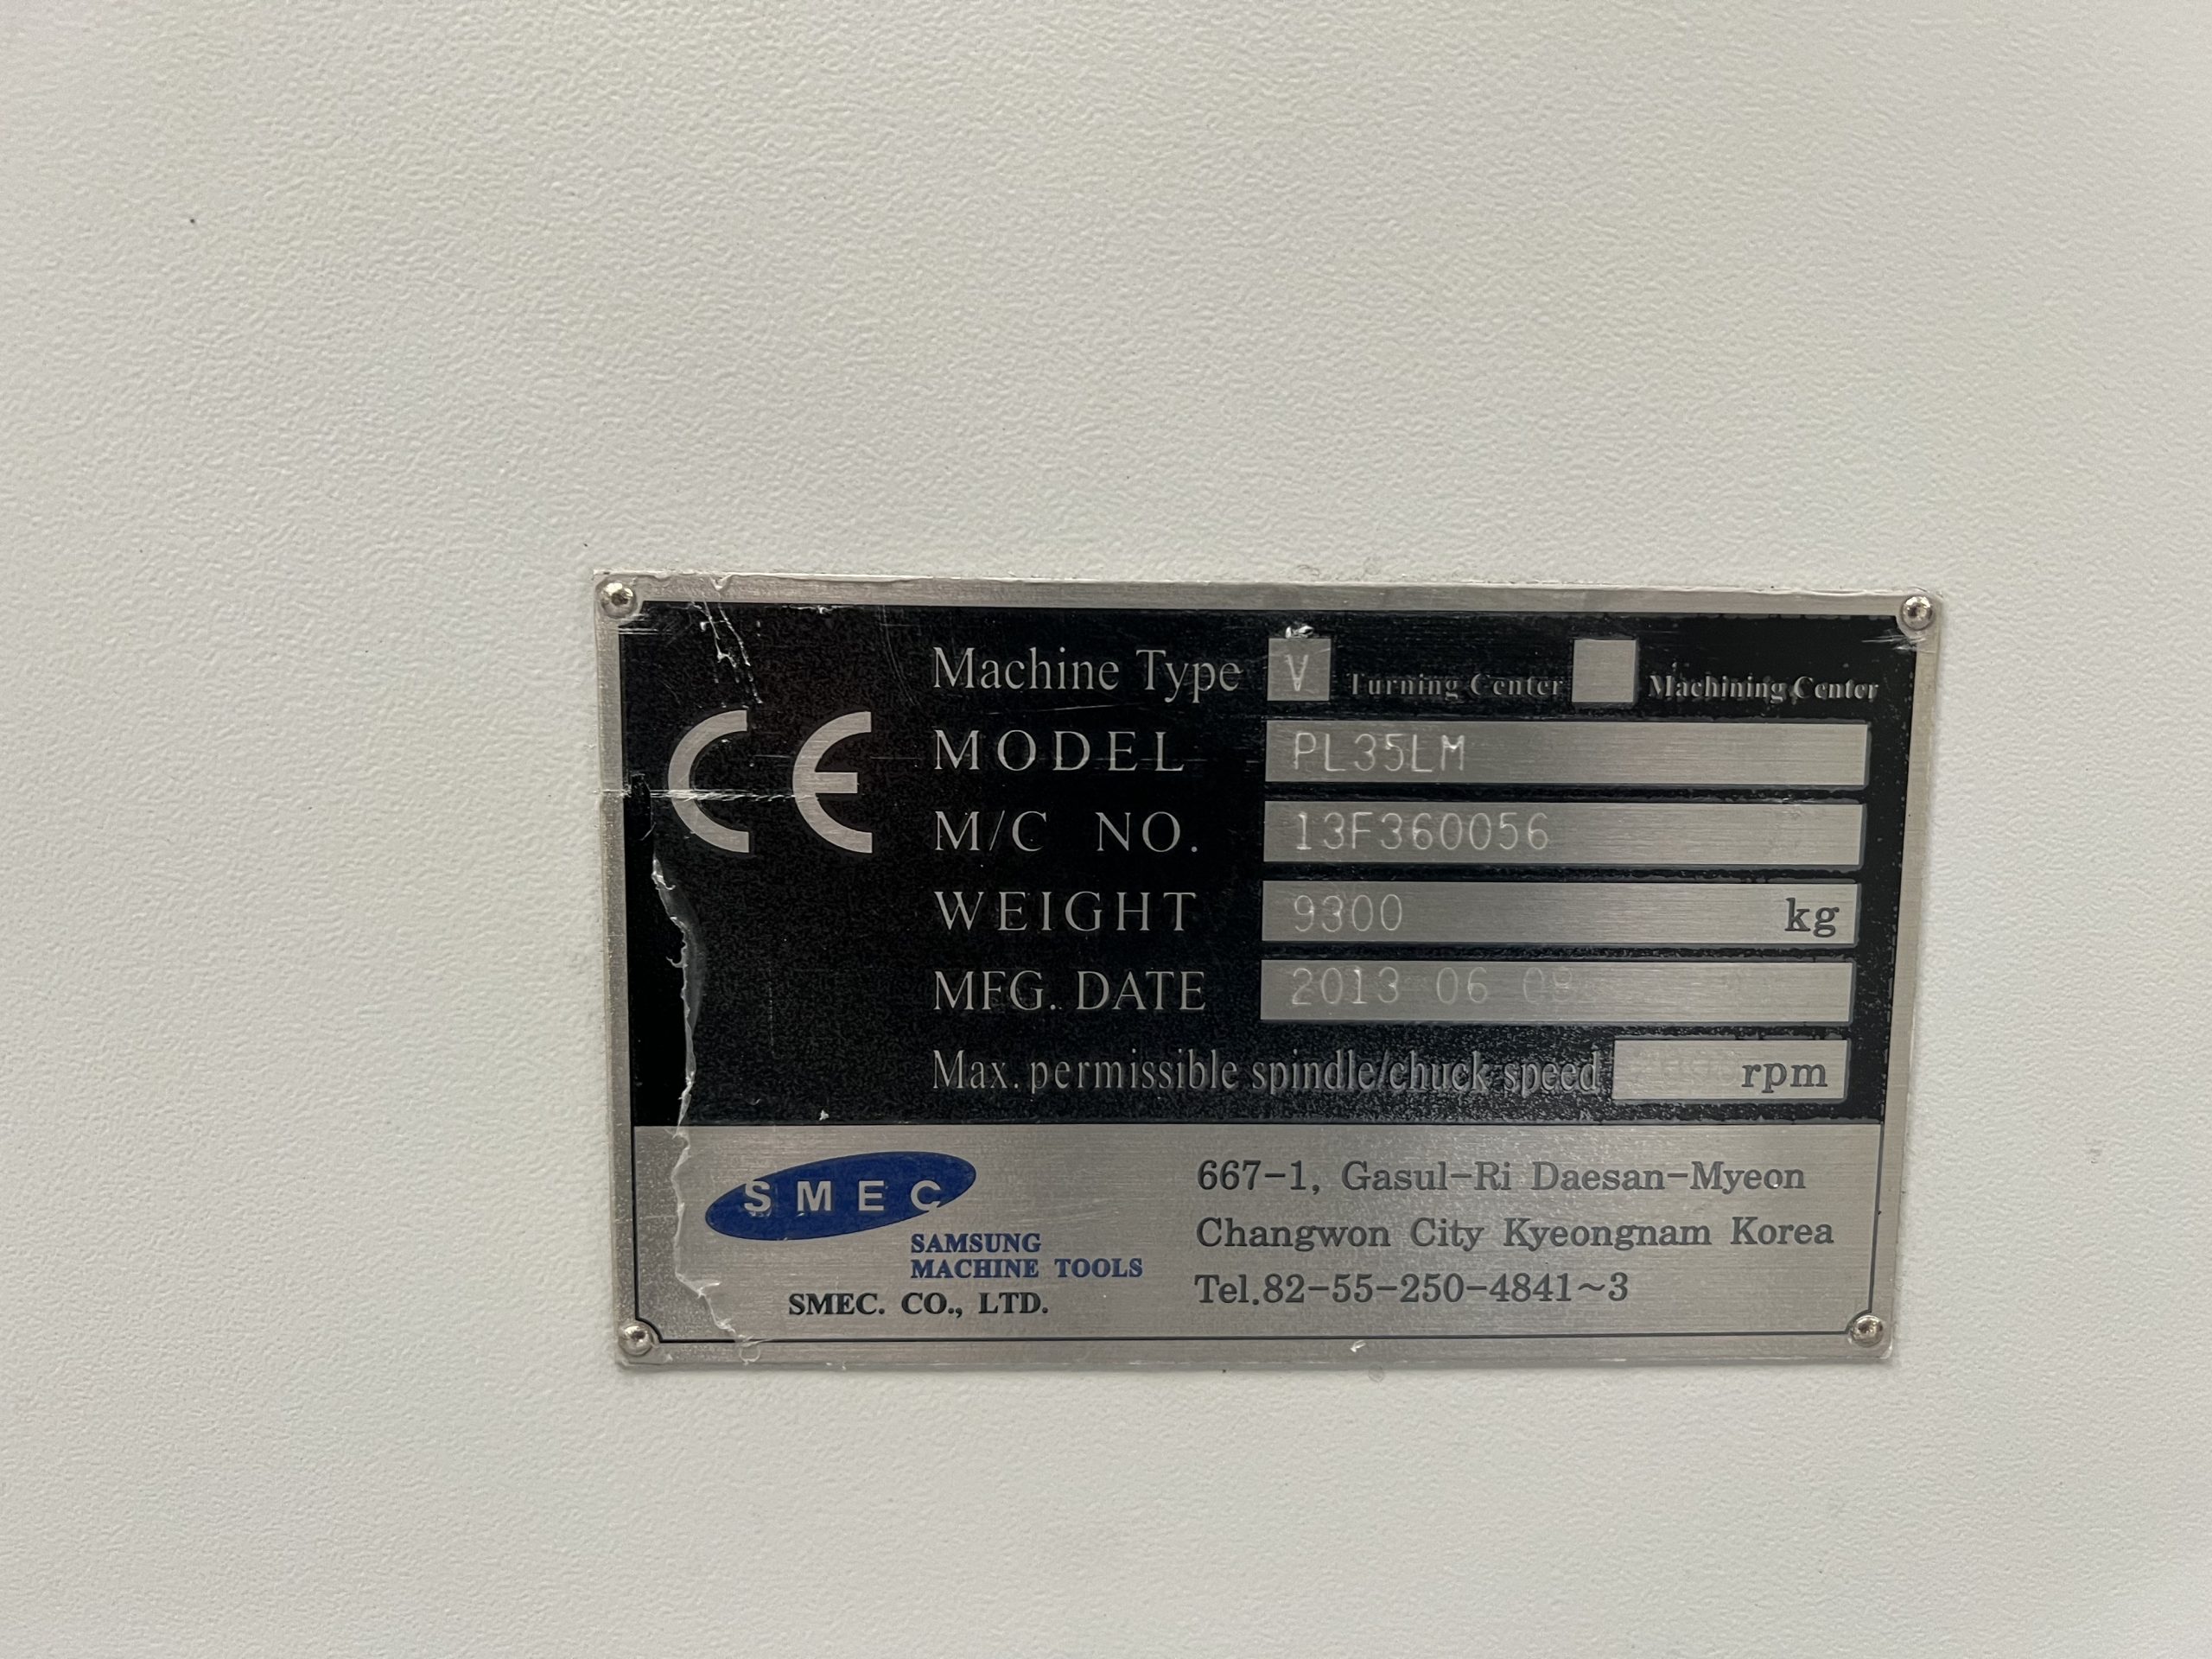 CE
Machine Type V Turning Center Machining Center
MODEL PL35LM
M/C NO. 13F360056
WEIGHT 9300 kg
MFG. DATE 2013 06
Max. permissible spindle/chuck speed rpm
SMEC
SAMSUNG
MACHINE TOOLS
SMEC. CO., LTD.
667-1, Gasul-Ri Daesan-Myeon
Changwon City Kyeongnam Korea
Tel.82-55-250-4841~3